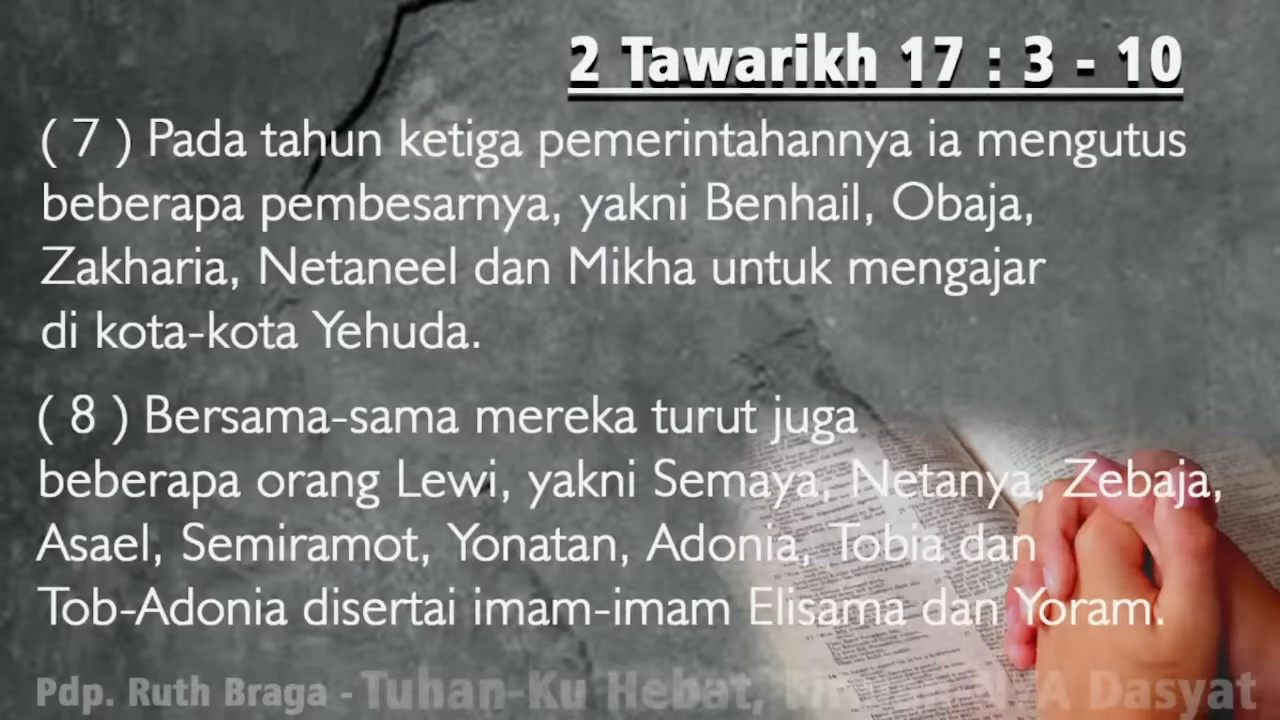 2 Tawarikh 17 : 3 - 10
( 7 ) Pada tahun ketiga pemerintahannya ia mengutus
beberapa pembesarnya, yakni Benhail, Obaja,
Zakharia, Netaneel dan Mikha untuk mengajar
di kota-kota Yehuda.
( 8 ) Bersama-sama mereka turut juga
beberapa orang Lewi, yakni Semaya, Netanya, Zebaja,
Asael, Semiramot, Yonatan, Adonia, Tobia dan
Tob-Adonia disertai imam-imam Elisama dan Yoram.
Pdp. Ruth Braga - Tuhan-Ku Hebat, Dasyat